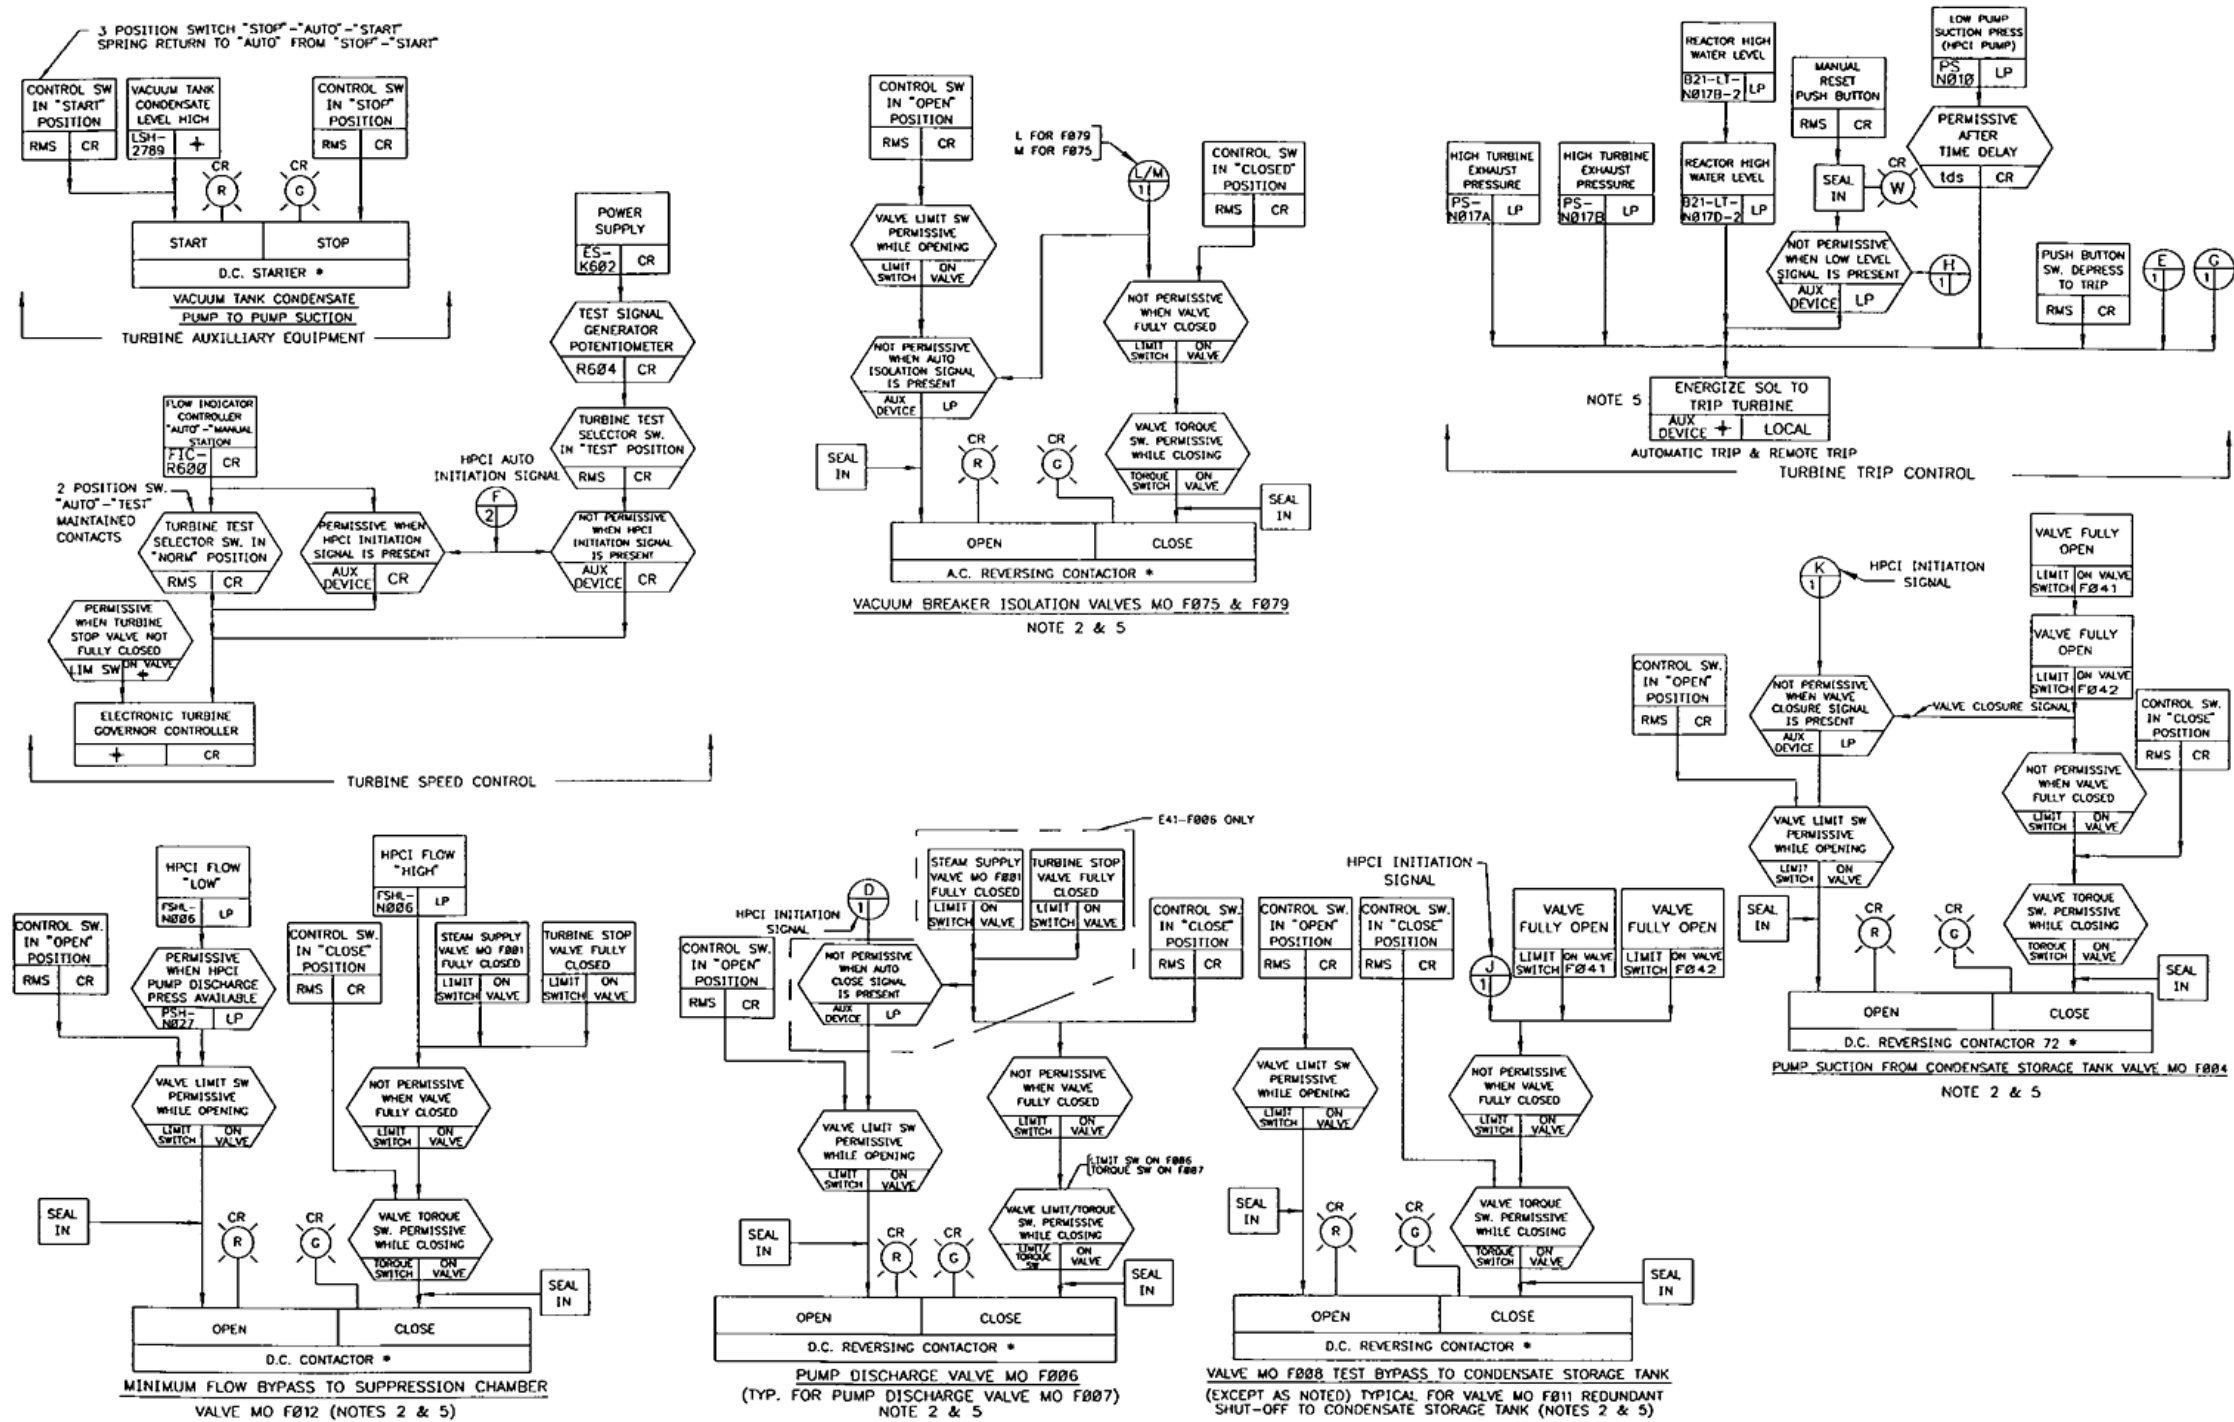 3 POSITION SWITCH "STOP"-"AUTO"-"START"
SPRING RETURN TO "AUTO" FROM "STOP"-"START"
CONTROL SW
IN "START"
POSITION
RMS CR
VACUUM TANK
CONDENSATE
LEVEL HIGH
LSH-
2789
CONTROL SW
IN "STOP"
POSITION
RMS CR
CR
R
CR
G
START STOP
D.C. STARTER *
VACUUM TANK CONDENSATE
PUMP TO PUMP SUCTION
TURBINE AUXILLIARY EQUIPMENT
POWER
SUPPLY
ES-
K602 CR
TEST SIGNAL
GENERATOR
POTENTIOMETER
R604 CR
TURBINE TEST
SELECTOR SW.
IN "TEST" POSITION
RMS CR
FLOW INDICATOR
CONTROLLER
"AUTO"-"MANUAL
STATION
FIC-
R600 CR
2 POSITION SW.
"AUTO"-"TEST"
MAINTAINED
CONTACTS
TURBINE TEST
SELECTOR SW. IN
"NORM" POSITION
RMS CR
PERMISSIVE WHEN
HPCI INITIATION
SIGNAL IS PRESENT
AUX
DEVICE CR
HPCI AUTO
INITIATION SIGNAL
F
2
NOT PERMISSIVE
WHEN HPCI
INITIATION SIGNAL
IS PRESENT
AUX
DEVICE CR
PERMISSIVE
WHEN TURBINE
STOP VALVE NOT
FULLY CLOSED
LIM SW ON VALVE
ELECTRONIC TURBINE
GOVERNOR CONTROLLER
CR
TURBINE SPEED CONTROL
CONTROL SW
IN "OPEN"
POSITION
RMS CR
L FOR F079
M FOR F075
L/M
1
CONTROL SW
IN "CLOSED"
POSITION
RMS CR
VALVE LIMIT SW
PERMISSIVE
WHILE OPENING
LIMIT
SWITCH
ON
VALVE
NOT PERMISSIVE
WHEN VALVE
FULLY CLOSED
LIMIT
SWITCH
ON
VALVE
NOT PERMISSIVE
WHEN AUTO
ISOLATION SIGNAL
IS PRESENT
AUX
DEVICE LP
VALVE TORQUE
SW. PERMISSIVE
WHILE CLOSING
TORQUE
SWITCH
ON
VALVE
SEAL
IN
CR
R
CR
G
SEAL
IN
OPEN CLOSE
A.C. REVERSING CONTACTOR *
VACUUM BREAKER ISOLATION VALVES MO F075 & F079
NOTE 2 & 5
REACTOR HIGH
WATER LEVEL
B21-LT-
N017B-2 LP
MANUAL
RESET
PUSH BUTTON
RMS CR
LOW PUMP
SUCTION PRESS
(HPCI PUMP)
PS
N010 LP
PERMISSIVE
AFTER
TIME DELAY
tds CR
HIGH TURBINE
EXHAUST
PRESSURE
PS-
N017A LP
HIGH TURBINE
EXHAUST
PRESSURE
PS-
N017B LP
REACTOR HIGH
WATER LEVEL
B21-LT-
N017D-2 LP
SEAL
IN
CR
W
NOT PERMISSIVE
WHEN LOW LEVEL
SIGNAL IS PRESENT
AUX
DEVICE LP
H
1
PUSH BUTTON
SW. DEPRESS
TO TRIP
RMS CR
E
1
G
1
NOTE 5
ENERGIZE SOL TO
TRIP TURBINE
AUX
DEVICE LOCAL
AUTOMATIC TRIP & REMOTE TRIP
TURBINE TRIP CONTROL
K
1
HPCI INITIATION
SIGNAL
VALVE FULLY
OPEN
LIMIT
SWITCH
ON VALVE
F041
VALVE FULLY
OPEN
LIMIT
SWITCH
ON VALVE
F042
CONTROL SW.
IN "OPEN"
POSITION
RMS CR
NOT PERMISSIVE
WHEN VALVE
CLOSURE SIGNAL
IS PRESENT
AUX
DEVICE LP
VALVE CLOSURE SIGNAL
CONTROL SW.
IN "CLOSE"
POSITION
RMS CR
NOT PERMISSIVE
WHEN VALVE
FULLY CLOSED
LIMIT
SWITCH
ON
VALVE
VALVE LIMIT SW
PERMISSIVE
WHILE OPENING
LIMIT
SWITCH
ON
VALVE
VALVE TORQUE
SW. PERMISSIVE
WHILE CLOSING
TORQUE
SWITCH
ON
VALVE
SEAL
IN
CR
R
CR
G
SEAL
IN
OPEN CLOSE
D.C. REVERSING CONTACTOR 72 *
PUMP SUCTION FROM CONDENSATE STORAGE TANK VALVE MO F004
NOTE 2 & 5
HPCI FLOW
"LOW"
FSHL-
N006 LP
HPCI FLOW
"HIGH"
FSHL-
N006 LP
CONTROL SW.
IN "OPEN"
POSITION
RMS CR
PERMISSIVE
WHEN HPCI
PUMP DISCHARGE
PRESS AVAILABLE
PSH-
N027 LP
CONTROL SW.
IN "CLOSE"
POSITION
RMS CR
STEAM SUPPLY
VALVE MO F001
FULLY CLOSED
LIMIT
SWITCH
ON
VALVE
TURBINE STOP
VALVE FULLY
CLOSED
LIMIT
SWITCH
ON
VALVE
VALVE LIMIT SW
PERMISSIVE
WHILE OPENING
LIMIT
SWITCH
ON
VALVE
NOT PERMISSIVE
WHEN VALVE
FULLY CLOSED
LIMIT
SWITCH
ON
VALVE
SEAL
IN
CR
R
CR
G
VALVE TORQUE
SW. PERMISSIVE
WHILE CLOSING
TORQUE
SWITCH
ON
VALVE
SEAL
IN
OPEN CLOSE
D.C. CONTACTOR *
MINIMUM FLOW BYPASS TO SUPPRESSION CHAMBER
VALVE MO F012 (NOTES 2 & 5)
E41-F006 ONLY
STEAM SUPPLY
VALVE MO F001
FULLY CLOSED
LIMIT
SWITCH
ON
VALVE
TURBINE STOP
VALVE FULLY
CLOSED
LIMIT
SWITCH
ON
VALVE
D
1
HPCI INITIATION
SIGNAL
CONTROL SW.
IN "OPEN"
POSITION
RMS CR
NOT PERMISSIVE
WHEN AUTO
CLOSE SIGNAL
IS PRESENT
AUX
DEVICE LP
CONTROL SW.
IN "CLOSE"
POSITION
RMS CR
NOT PERMISSIVE
WHEN VALVE
FULLY CLOSED
LIMIT
SWITCH
ON
VALVE
VALVE LIMIT SW
PERMISSIVE
WHILE OPENING
LIMIT
SWITCH
ON
VALVE
LIMIT SW ON F006
TORQUE SW ON F007
VALVE LIMIT/TORQUE
SW. PERMISSIVE
WHILE CLOSING
LIMIT/
TORQUE
SW
ON
VALVE
SEAL
IN
CR
R
CR
G
SEAL
IN
OPEN CLOSE
D.C. REVERSING CONTACTOR *
PUMP DISCHARGE VALVE MO F006
(TYP. FOR PUMP DISCHARGE VALVE MO F007)
NOTE 2 & 5
HPCI INITIATION
SIGNAL
CONTROL SW.
IN "OPEN"
POSITION
RMS CR
CONTROL SW.
IN "CLOSE"
POSITION
RMS CR
J
1
VALVE
FULLY OPEN
LIMIT
SWITCH
ON VALVE
F041
VALVE
FULLY OPEN
LIMIT
SWITCH
ON VALVE
F042
VALVE LIMIT SW
PERMISSIVE
WHILE OPENING
LIMIT
SWITCH
ON
VALVE
NOT PERMISSIVE
WHEN VALVE
FULLY CLOSED
LIMIT
SWITCH
ON
VALVE
SEAL
IN
CR
R
CR
G
VALVE TORQUE
SW. PERMISSIVE
WHILE CLOSING
TORQUE
SWITCH
ON
VALVE
SEAL
IN
OPEN CLOSE
D.C. REVERSING CONTACTOR *
VALVE MO F008 TEST BYPASS TO CONDENSATE STORAGE TANK
(EXCEPT AS NOTED) TYPICAL FOR VALVE MO F011 REDUNDANT
SHUT-OFF TO CONDENSATE STORAGE TANK (NOTES 2 & 5)